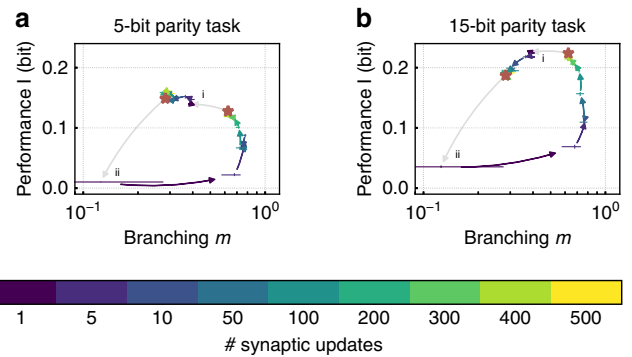 a
5-bit parity task
b
15-bit parity task
Performance I (bit)
0.2
0.1
0.0
i
ii
10⁻¹
10⁰
Branching m
Performance I (bit)
0.2
0.1
0.0
i
ii
10⁻¹
10⁰
Branching m
1 5 10 50 100 200 300 400 500
# synaptic updates